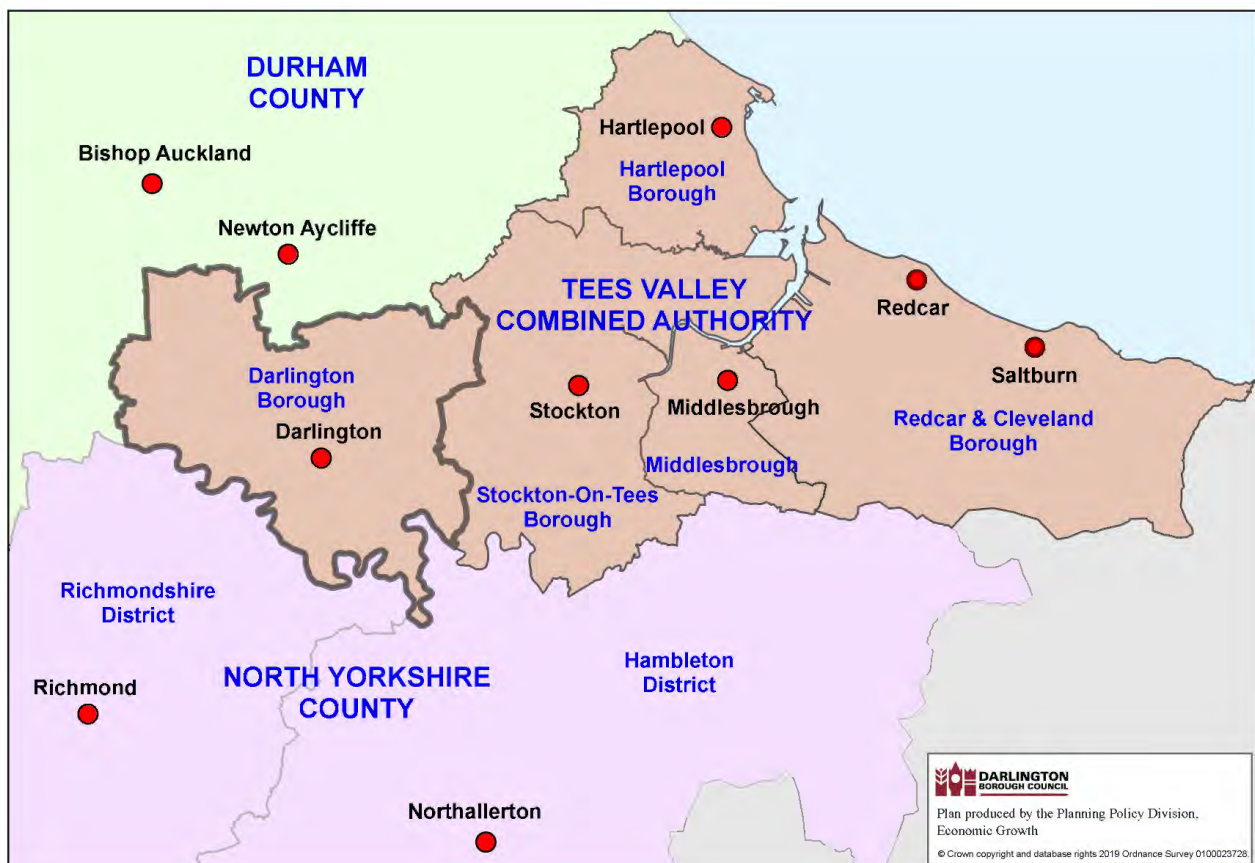 DURHAM
COUNTY
Hartlepool
Bishop Auckland
Hartlepool
Borough
Newton Aycliffe
TEES VALLEY
COMBINED AUTHORITY
Redcar
Saltburn
Darlington
Borough
Stockton
Middlesbrough
Redcar & Cleveland
Borough
Darlington
Middlesbrough
Stockton-On-Tees
Borough
Richmondshire
District
Hambleton
District
NORTH YORKSHIRE
COUNTY
Richmond
Northallerton
DARLINGTON
BOROUGH COUNCIL
Plan produced by the Planning Policy Division,
Economic Growth
© Crown copyright and database rights 2019 Ordnance Survey 0100023728.